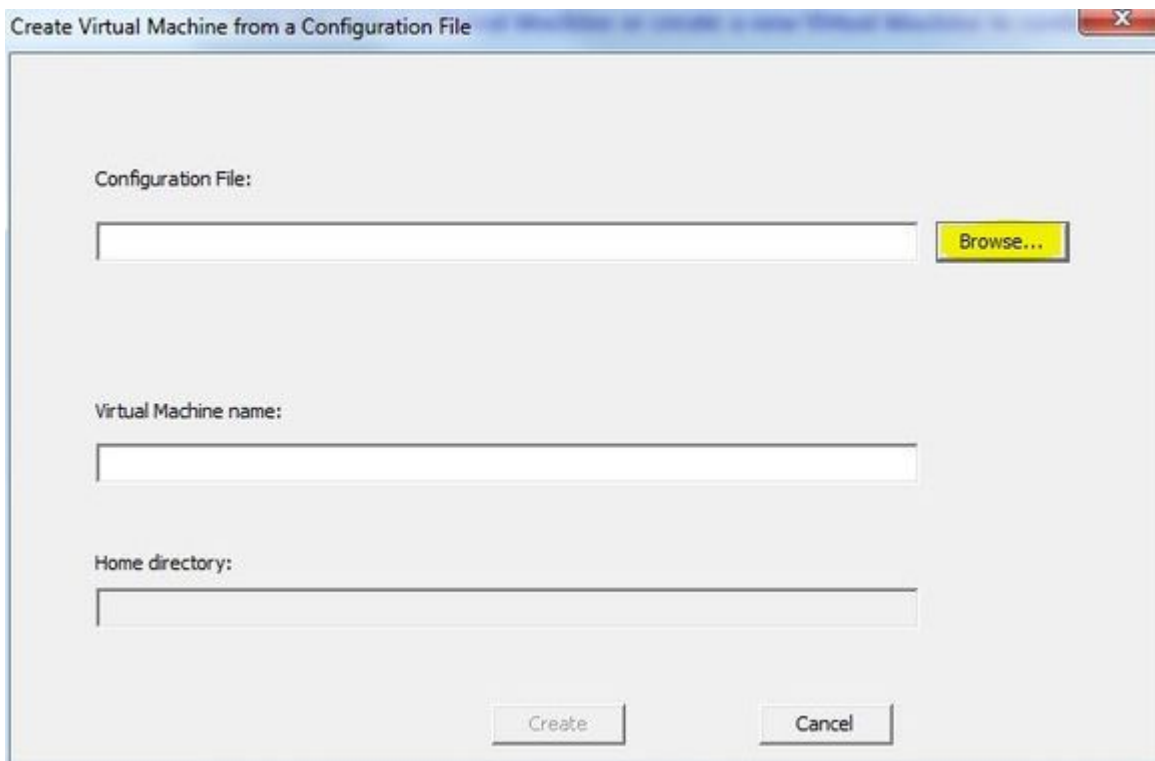 Create Virtual Machine from a Configuration File
Configuration File:
Browse...
Virtual Machine name:
Home directory:
Create
Cancel